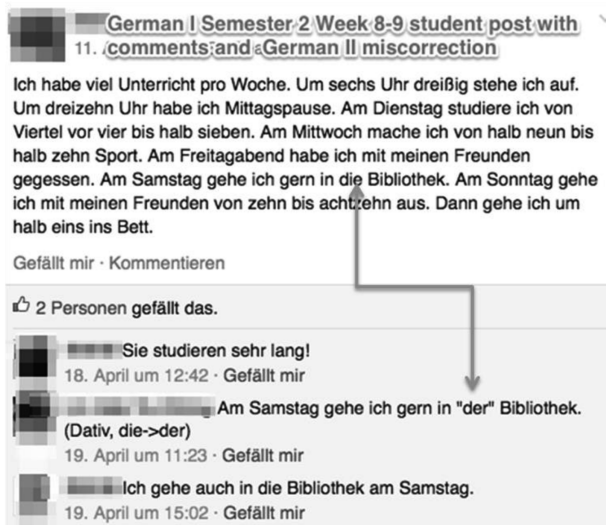 German I Semester 2 Week 8-9 student post with
11. comments and a German II miscorrection
Ich habe viel Unterricht pro Woche. Um sechs Uhr dreißig stehe ich auf.
Um dreizehn Uhr habe ich Mittagspause. Am Dienstag studiere ich von
Viertel vor vier bis halb sieben. Am Mittwoch mache ich von halb neun bis
halb zehn Sport. Am Freitagabend habe ich mit meinen Freunden
gegessen. Am Samstag gehe ich gern in die Bibliothek. Am Sonntag gehe
ich mit meinen Freunden von zehn bis achtzehn aus. Dann gehe ich um
halb eins ins Bett.
Gefällt mir · Kommentieren
2 Personen gefällt das.
Sie studieren sehr lang!
18. April um 12:42 · Gefällt mir
Am Samstag gehe ich gern in "der" Bibliothek.
(Dativ, die->der)
19. April um 11:23 · Gefällt mir
Ich gehe auch in die Bibliothek am Samstag.
19. April um 15:02 · Gefällt mir